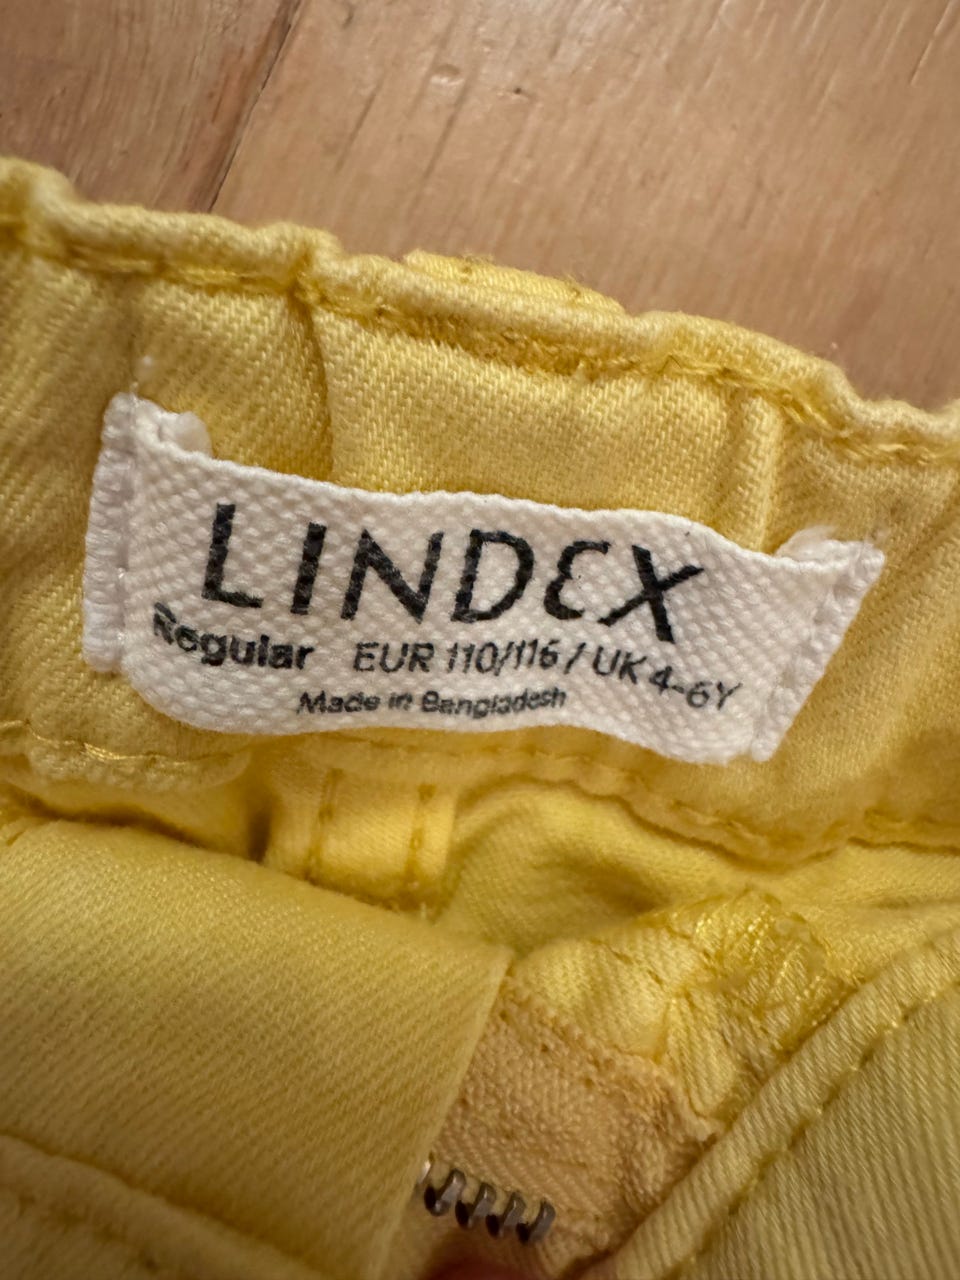 LINDEX
Regular EUR 110/116 / UK 4-6Y
Made in Bangladesh